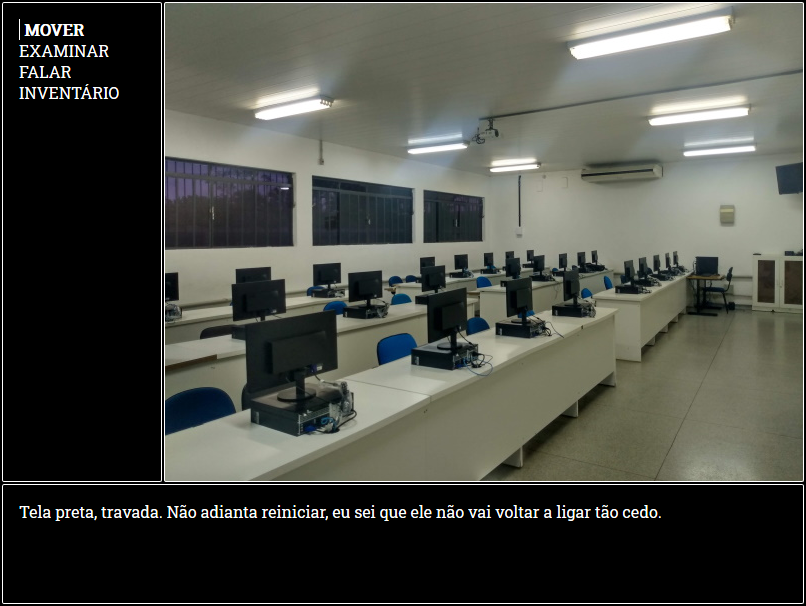 MOVER
EXAMINAR
FALAR
INVENTÁRIO
Tela preta, travada. Não adianta reiniciar, eu sei que ele não vai voltar a ligar tão cedo.